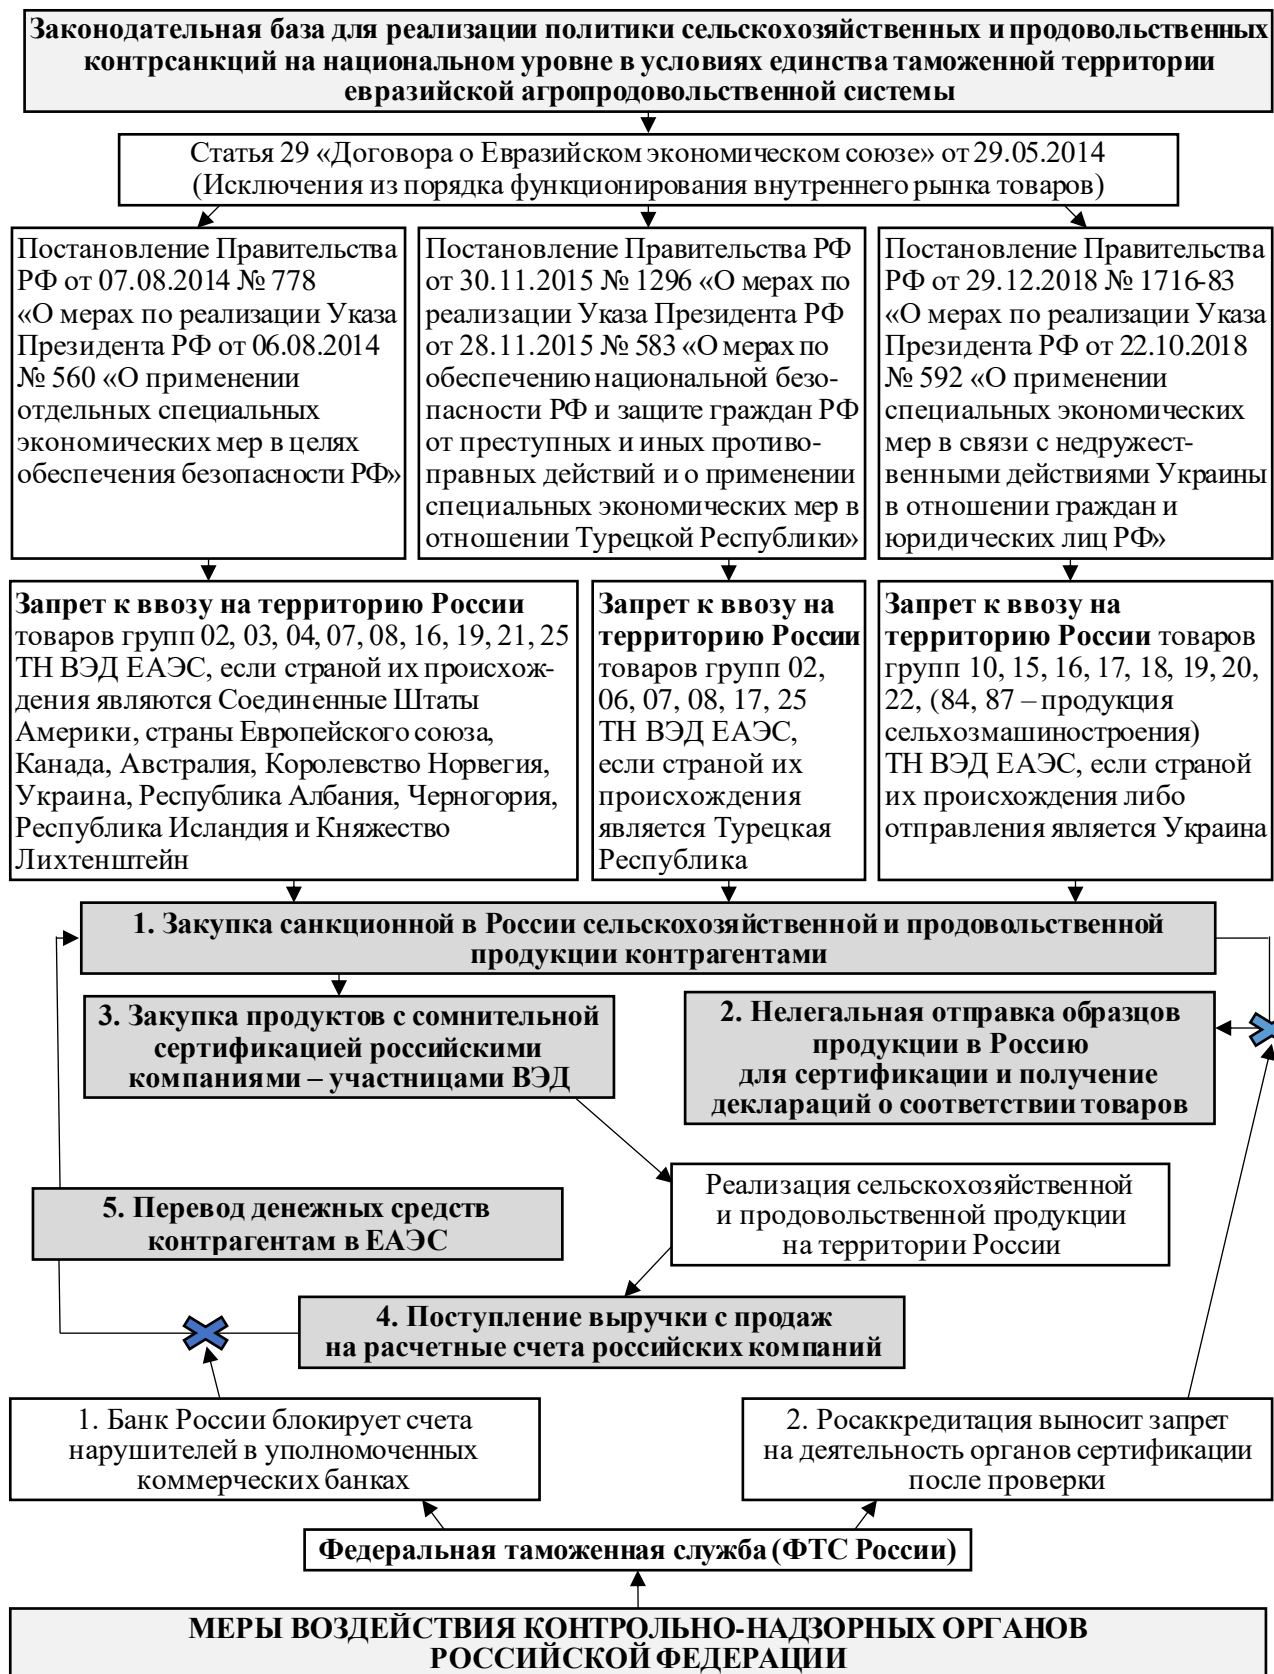 Законодательная база для реализации политики сельскохозяйственных и продовольственных
контрсанкций на национальном уровне в условиях единства таможенной территории
евразийской агропродовольственной системы
Статья 29 «Договора о Евразийском экономическом союзе» от 29.05.2014
(Исключения из порядка функционирования внутреннего рынка товаров)
Постановление Правительства
РФ от 07.08.2014 № 778
«О мерах по реализации Указа
Президента РФ от 06.08.2014
№ 560 «О применении
отдельных специальных
экономических мер в целях
обеспечения безопасности РФ»
Постановление Правительства РФ
от 30.11.2015 № 1296 «О мерах по
реализации Указа Президента РФ
от 28.11.2015 № 583 «О мерах по
обеспечению национальной безо-
пасности РФ и защите граждан РФ
от преступных и иных противо-
правных действий и о применении
специальных экономических мер в
отношении Турецкой Республики»
Постановление Правительства
РФ от 29.12.2018 № 1716-83
«О мерах по реализации Указа
Президента РФ от 22.10.2018
№ 592 «О применении
специальных экономических
мер в связи с недружест-
венными действиями Украины
в отношении граждан и
юридических лиц РФ»
Запрет к ввозу на территорию России
товаров групп 02, 03, 04, 07, 08, 16, 19, 21, 25
ТН ВЭД ЕАЭС, если страной их происхож-
дения являются Соединенные Штаты
Америки, страны Европейского союза,
Канада, Австралия, Королевство Норвегия,
Украина, Республика Албания, Черногория,
Республика Исландия и Княжество
Лихтенштейн
Запрет к ввозу на
территорию России
товаров групп 02,
06, 07, 08, 17, 25
ТН ВЭД ЕАЭС,
если страной их
происхождения
является Турецкая
Республика
Запрет к ввозу на
территорию России товаров
групп 10, 15, 16, 17, 18, 19, 20,
22, (84, 87 – продукция
сельхозмашиностроения)
ТН ВЭД ЕАЭС, если страной
их происхождения либо
отправления является Украина
1. Закупка санкционной в России сельскохозяйственной и продовольственной
продукции контрагентами
3. Закупка продуктов с сомнительной
сертификацией российскими
компаниями – участницами ВЭД
2. Нелегальная отправка образцов
продукции в Россию
для сертификации и получение
деклараций о соответствии товаров
Реализация сельскохозяйственной
и продовольственной продукции
на территории России
5. Перевод денежных средств
контрагентам в ЕАЭС
4. Поступление выручки с продаж
на расчетные счета российских компаний
1. Банк России блокирует счета
нарушителей в уполномоченных
коммерческих банках
2. Росаккредитация выносит запрет
на деятельность органов сертификации
после проверки
Федеральная таможенная служба (ФТС России)
МЕРЫ ВОЗДЕЙСТВИЯ КОНТРОЛЬНО-НАДЗОРНЫХ ОРГАНОВ
РОССИЙСКОЙ ФЕДЕРАЦИИ